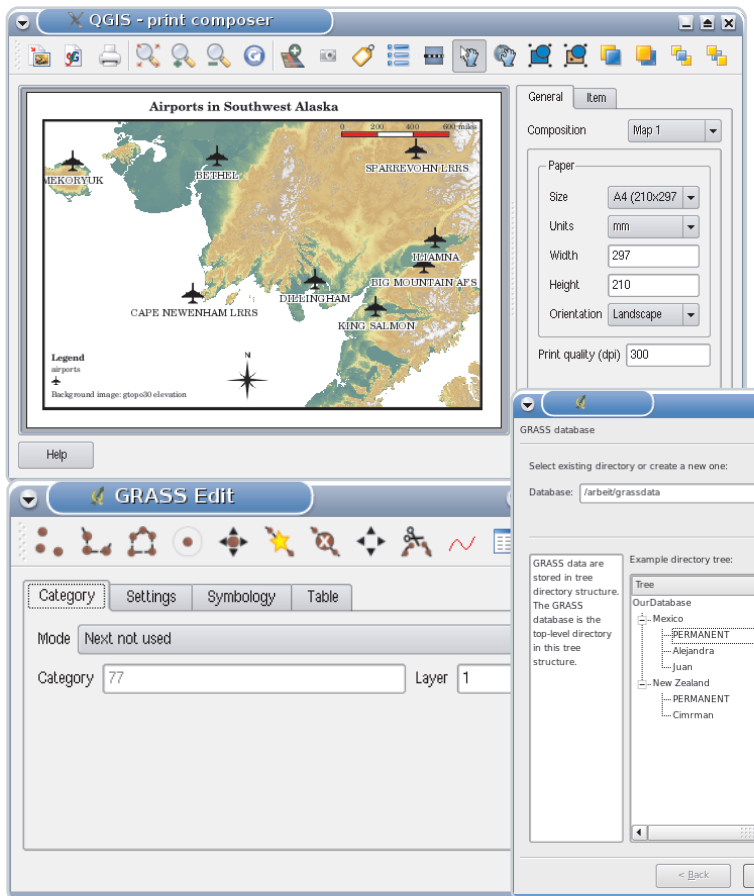 QGIS - print composer
Airports in Southwest Alaska
0 200 400 600 miles
MEKORYUK
BETHEL
SPARREVOHN LRRS
ILIAMNA
BIG MOUNTAIN AFS
DILLINGHAM
CAPE NEWENHAM LRRS
KING SALMON
Legend
airports
Background image: gtopo30 elevation
N
Help
General Item
Composition Map 1
Paper
Size A4 (210x297
Units mm
Width 297
Height 210
Orientation Landscape
Print quality (dpi) 300
GRASS Edit
Category Settings Symbology Table
Mode Next not used
Category 77 Layer 1
GRASS database
Select existing directory or create a new one:
Database: /arbeit/grassdata
GRASS data are
stored in tree
directory structure.
The GRASS
database is the
top-level directory
in this tree
structure.
Example directory tree:
Tree
OurDatabase
Mexico
PERMANENT
Alejandra
Juan
New Zealand
PERMANENT
Cimrman
< Back